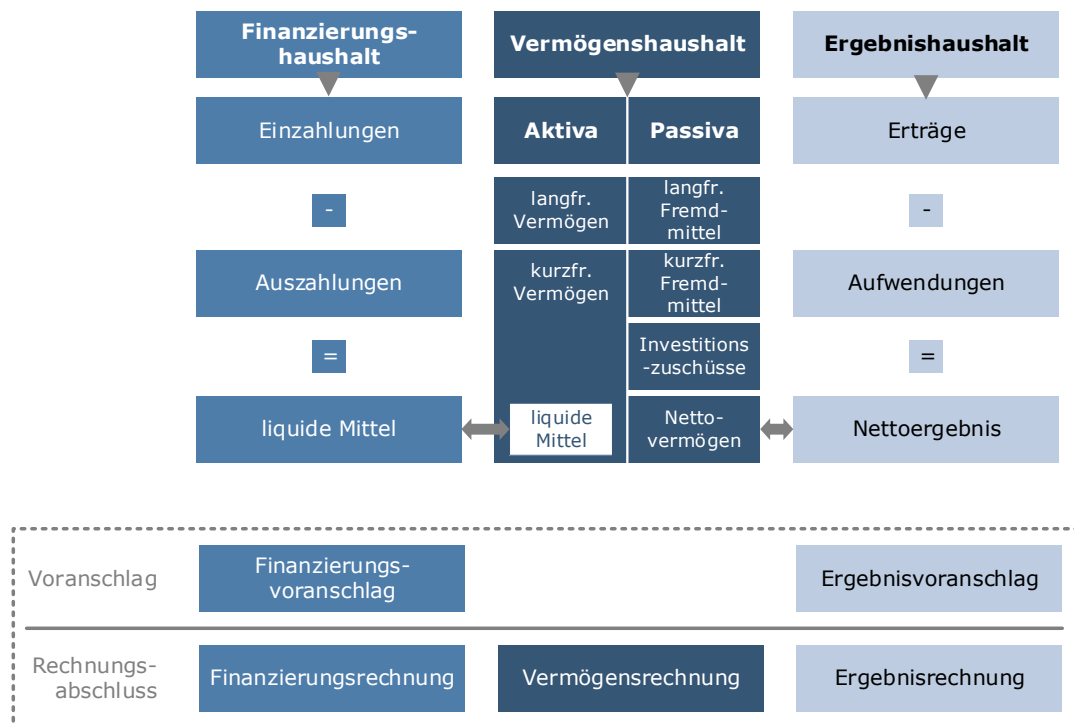 Finanzierungs-
haushalt
Vermögenshaushalt
Ergebnishaushalt
Einzahlungen
Aktiva
Passiva
Erträge
-
langfr.
Vermögen
langfr.
Fremd-
mittel
-
Auszahlungen
kurzfr.
Vermögen
kurzfr.
Fremd-
mittel
Aufwendungen
=
Investitions
-zuschüsse
=
liquide Mittel
liquide
Mittel
Netto-
vermögen
Nettoergebnis
Voranschlag
Finanzierungs-
voranschlag
Ergebnisvoranschlag
Rechnungs-
abschluss
Finanzierungsrechnung
Vermögensrechnung
Ergebnisrechnung